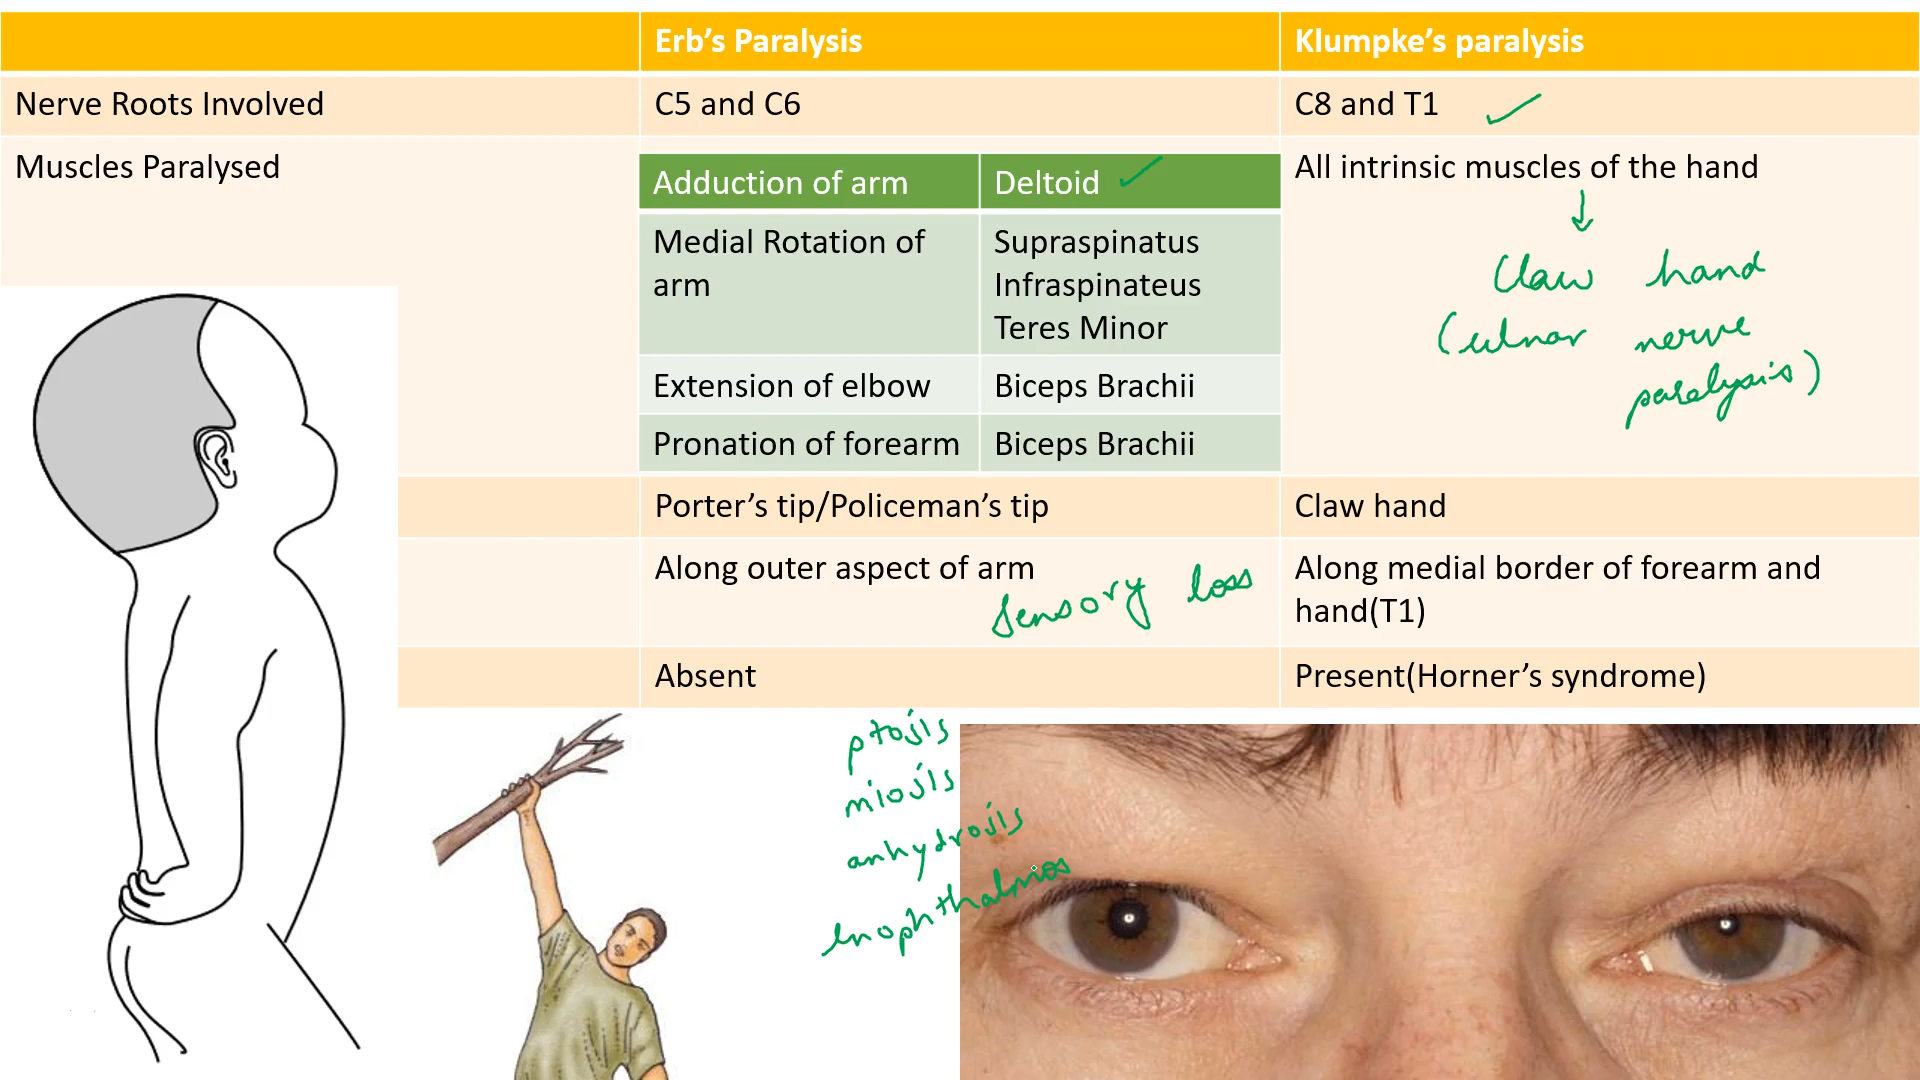 Erb's Paralysis
Klumpke's paralysis
Nerve Roots Involved
C5 and C6
C8 and T1
Muscles Paralysed
Adduction of arm
Deltoid
Medial Rotation of
arm
Supraspinatus
Infraspinateus
Teres Minor
Extension of elbow
Biceps Brachii
Pronation of forearm
Biceps Brachii
All intrinsic muscles of the hand
Claw hand
(ulnar nerve
paralysis)
Porter's tip/Policeman's tip
Claw hand
Along outer aspect of arm
Sensory loss
Along medial border of forearm and
hand(T1)
Absent
Present(Horner's syndrome)
ptosis
miosis
anhydrosis
enophthalmos